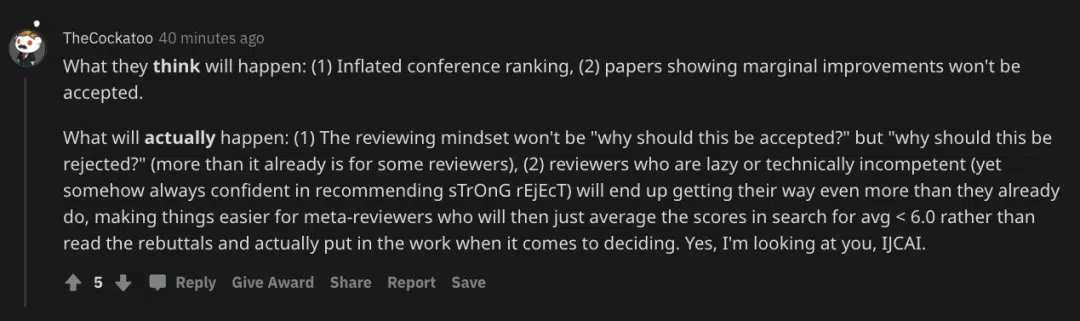 TheCockatoo 40 minutes ago
What they think will happen: (1) Inflated conference ranking, (2) papers showing marginal improvements won't be
accepted.
What will actually happen: (1) The reviewing mindset won't be "why should this be accepted?" but "why should this be
rejected?" (more than it already is for some reviewers), (2) reviewers who are lazy or technically incompetent (yet
somehow always confident in recommending sTrOnG rEjEcT) will end up getting their way even more than they already
do, making things easier for meta-reviewers who will then just average the scores in search for avg < 6.0 rather than
read the rebuttals and actually put in the work when it comes to deciding. Yes, I'm looking at you, IJCAI.
5 Reply Give Award Share Report Save